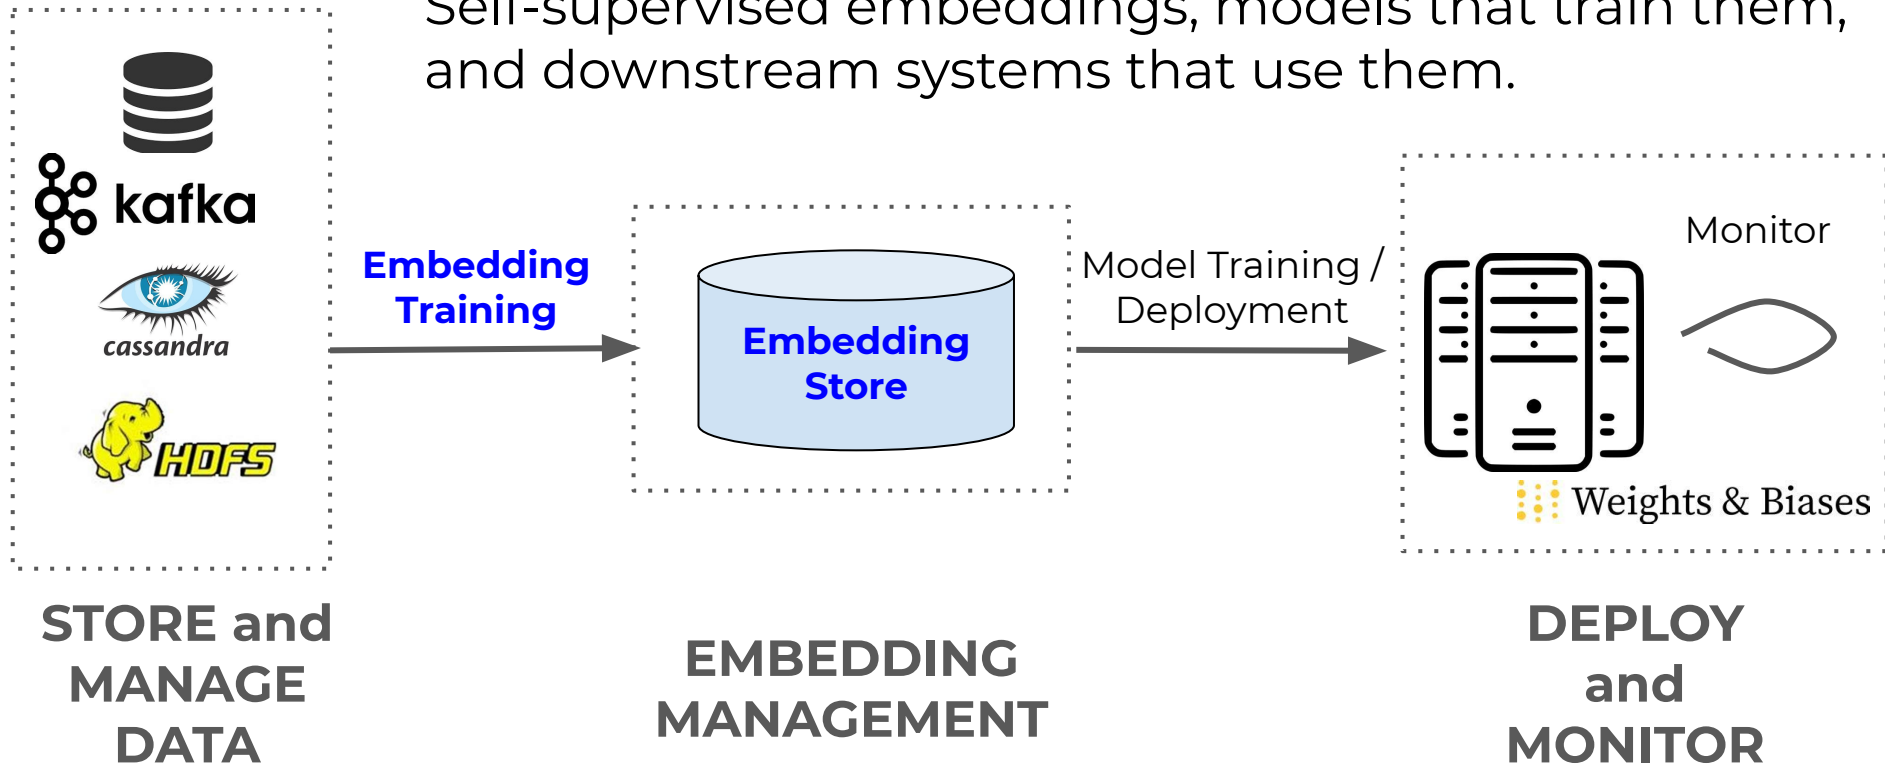 Self-supervised embeddings, models that train them,
and downstream systems that use them.
kafka
cassandra
HDFS
Embedding
Training
Embedding
Store
Model Training /
Deployment
Monitor
Weights & Biases
STORE and
MANAGE
DATA
EMBEDDING
MANAGEMENT
DEPLOY
and
MONITOR